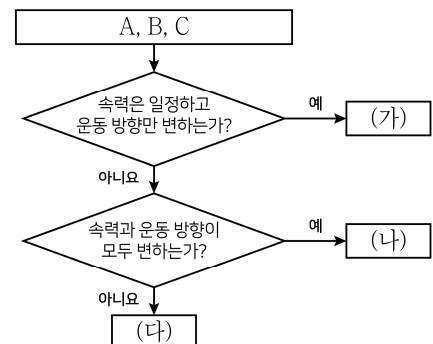 A, B, C
속력은 일정하고
운동 방향만 변하는가?
예
(가)
아니요
속력과 운동 방향이
모두 변하는가?
예
(나)
아니요
(다)